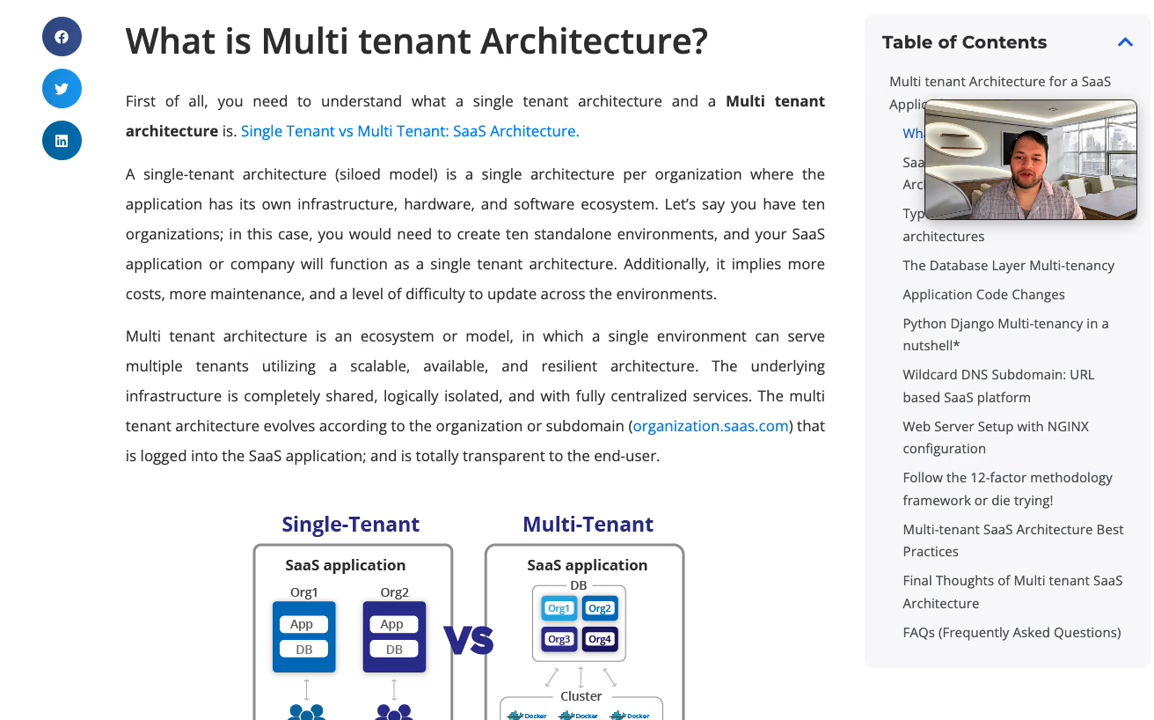 What is Multi tenant Architecture?
First of all, you need to understand what a single tenant architecture and a Multi tenant
architecture is. Single Tenant vs Multi Tenant: SaaS Architecture.
A single-tenant architecture (siloed model) is a single architecture per organization where the
application has its own infrastructure, hardware, and software ecosystem. Let’s say you have ten
organizations; in this case, you would need to create ten standalone environments, and your SaaS
application or company will function as a single tenant architecture. Additionally, it implies more
costs, more maintenance, and a level of difficulty to update across the environments.
Multi tenant architecture is an ecosystem or model, in which a single environment can serve
multiple tenants utilizing a scalable, available, and resilient architecture. The underlying
infrastructure is completely shared, logically isolated, and with fully centralized services. The multi
tenant architecture evolves according to the organization or subdomain (organization.saas.com) that
is logged into the SaaS application; and is totally transparent to the end-user.
Single-Tenant
SaaS application
Org1 Org2
App App
DB DB
VS
Multi-Tenant
SaaS application
DB
Org1 Org2
Org3 Org4
Cluster
Docker Docker Docker
Table of Contents
Multi tenant Architecture for a SaaS
The Database Layer Multi-tenancy
architectures
Application Code Changes
Python Django Multi-tenancy in a
nutshell*
Wildcard DNS Subdomain: URL
based SaaS platform
Web Server Setup with NGINX
configuration
Follow the 12-factor methodology
framework or die trying!
Multi-tenant SaaS Architecture Best
Practices
Final Thoughts of Multi tenant SaaS
Architecture
FAQs (Frequently Asked Questions)